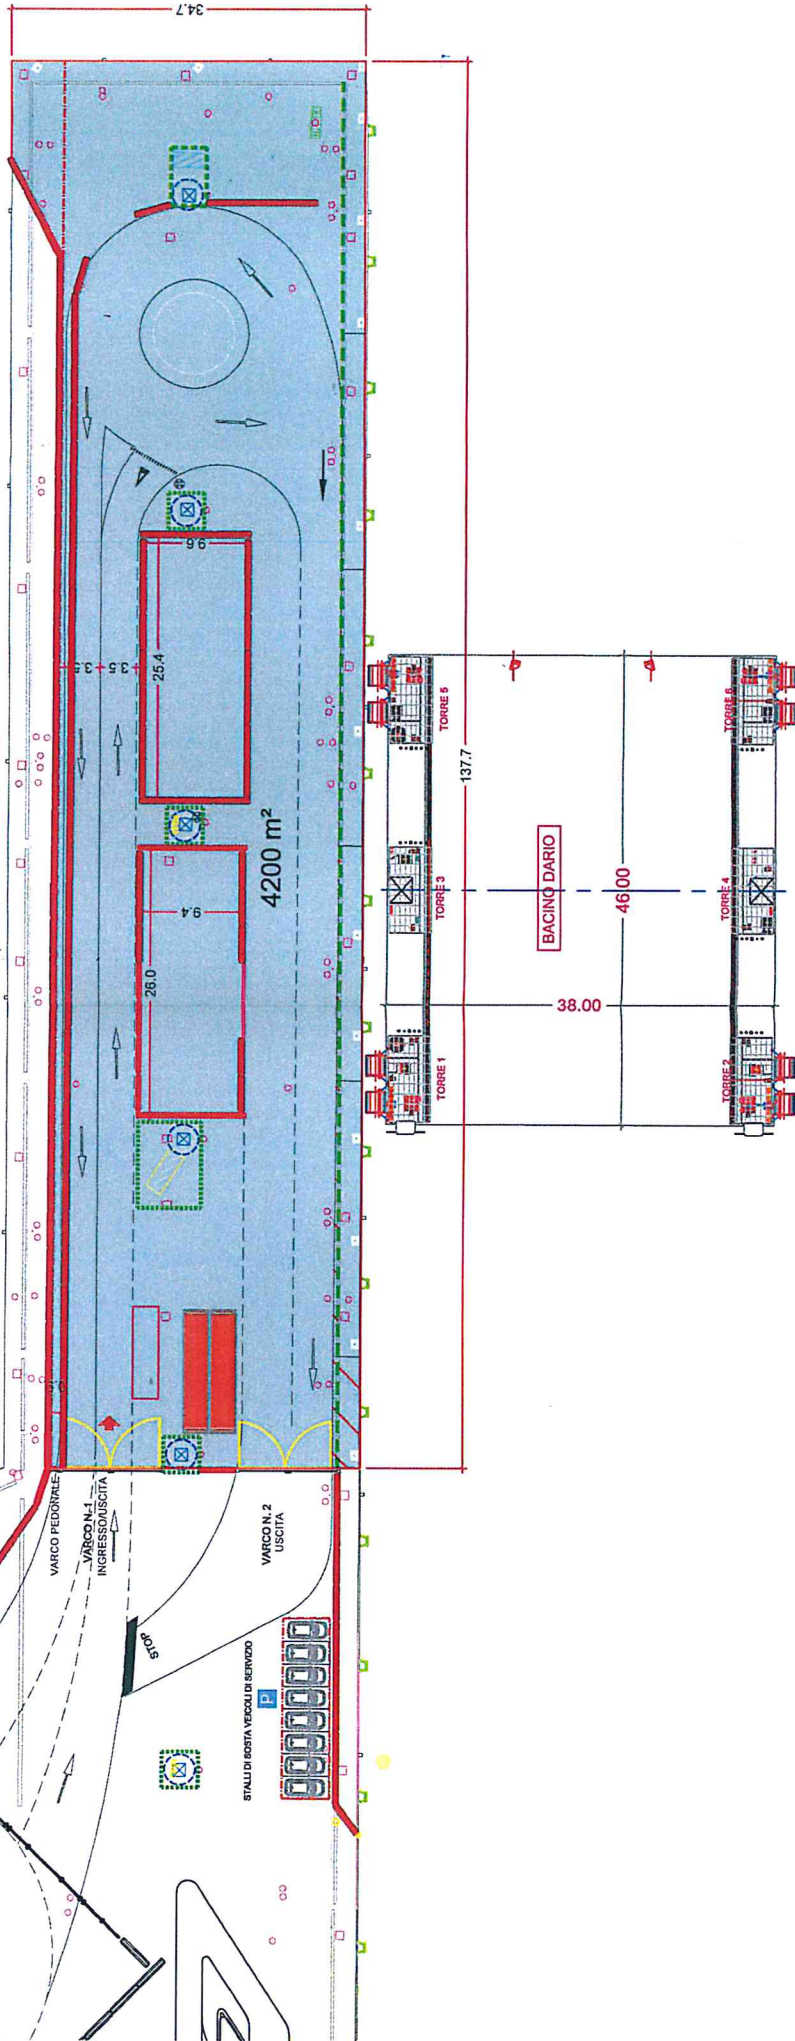 34.7
9.6
25.4
3.5
3.5
TORRE 5
TORRE 6
137.7
4200 m²
9.4
26.0
TORRE 3
BACINO DARIO
46.00
TORRE 4
38.00
TORRE 1
TORRE 2
VARCO PEDONALE
VARCO N. 1
INGRESSO/USCITA
VARCO N. 2
USCITA
STOP
STALLI DI SOSTA VEICOLI DI SERVIZIO
P